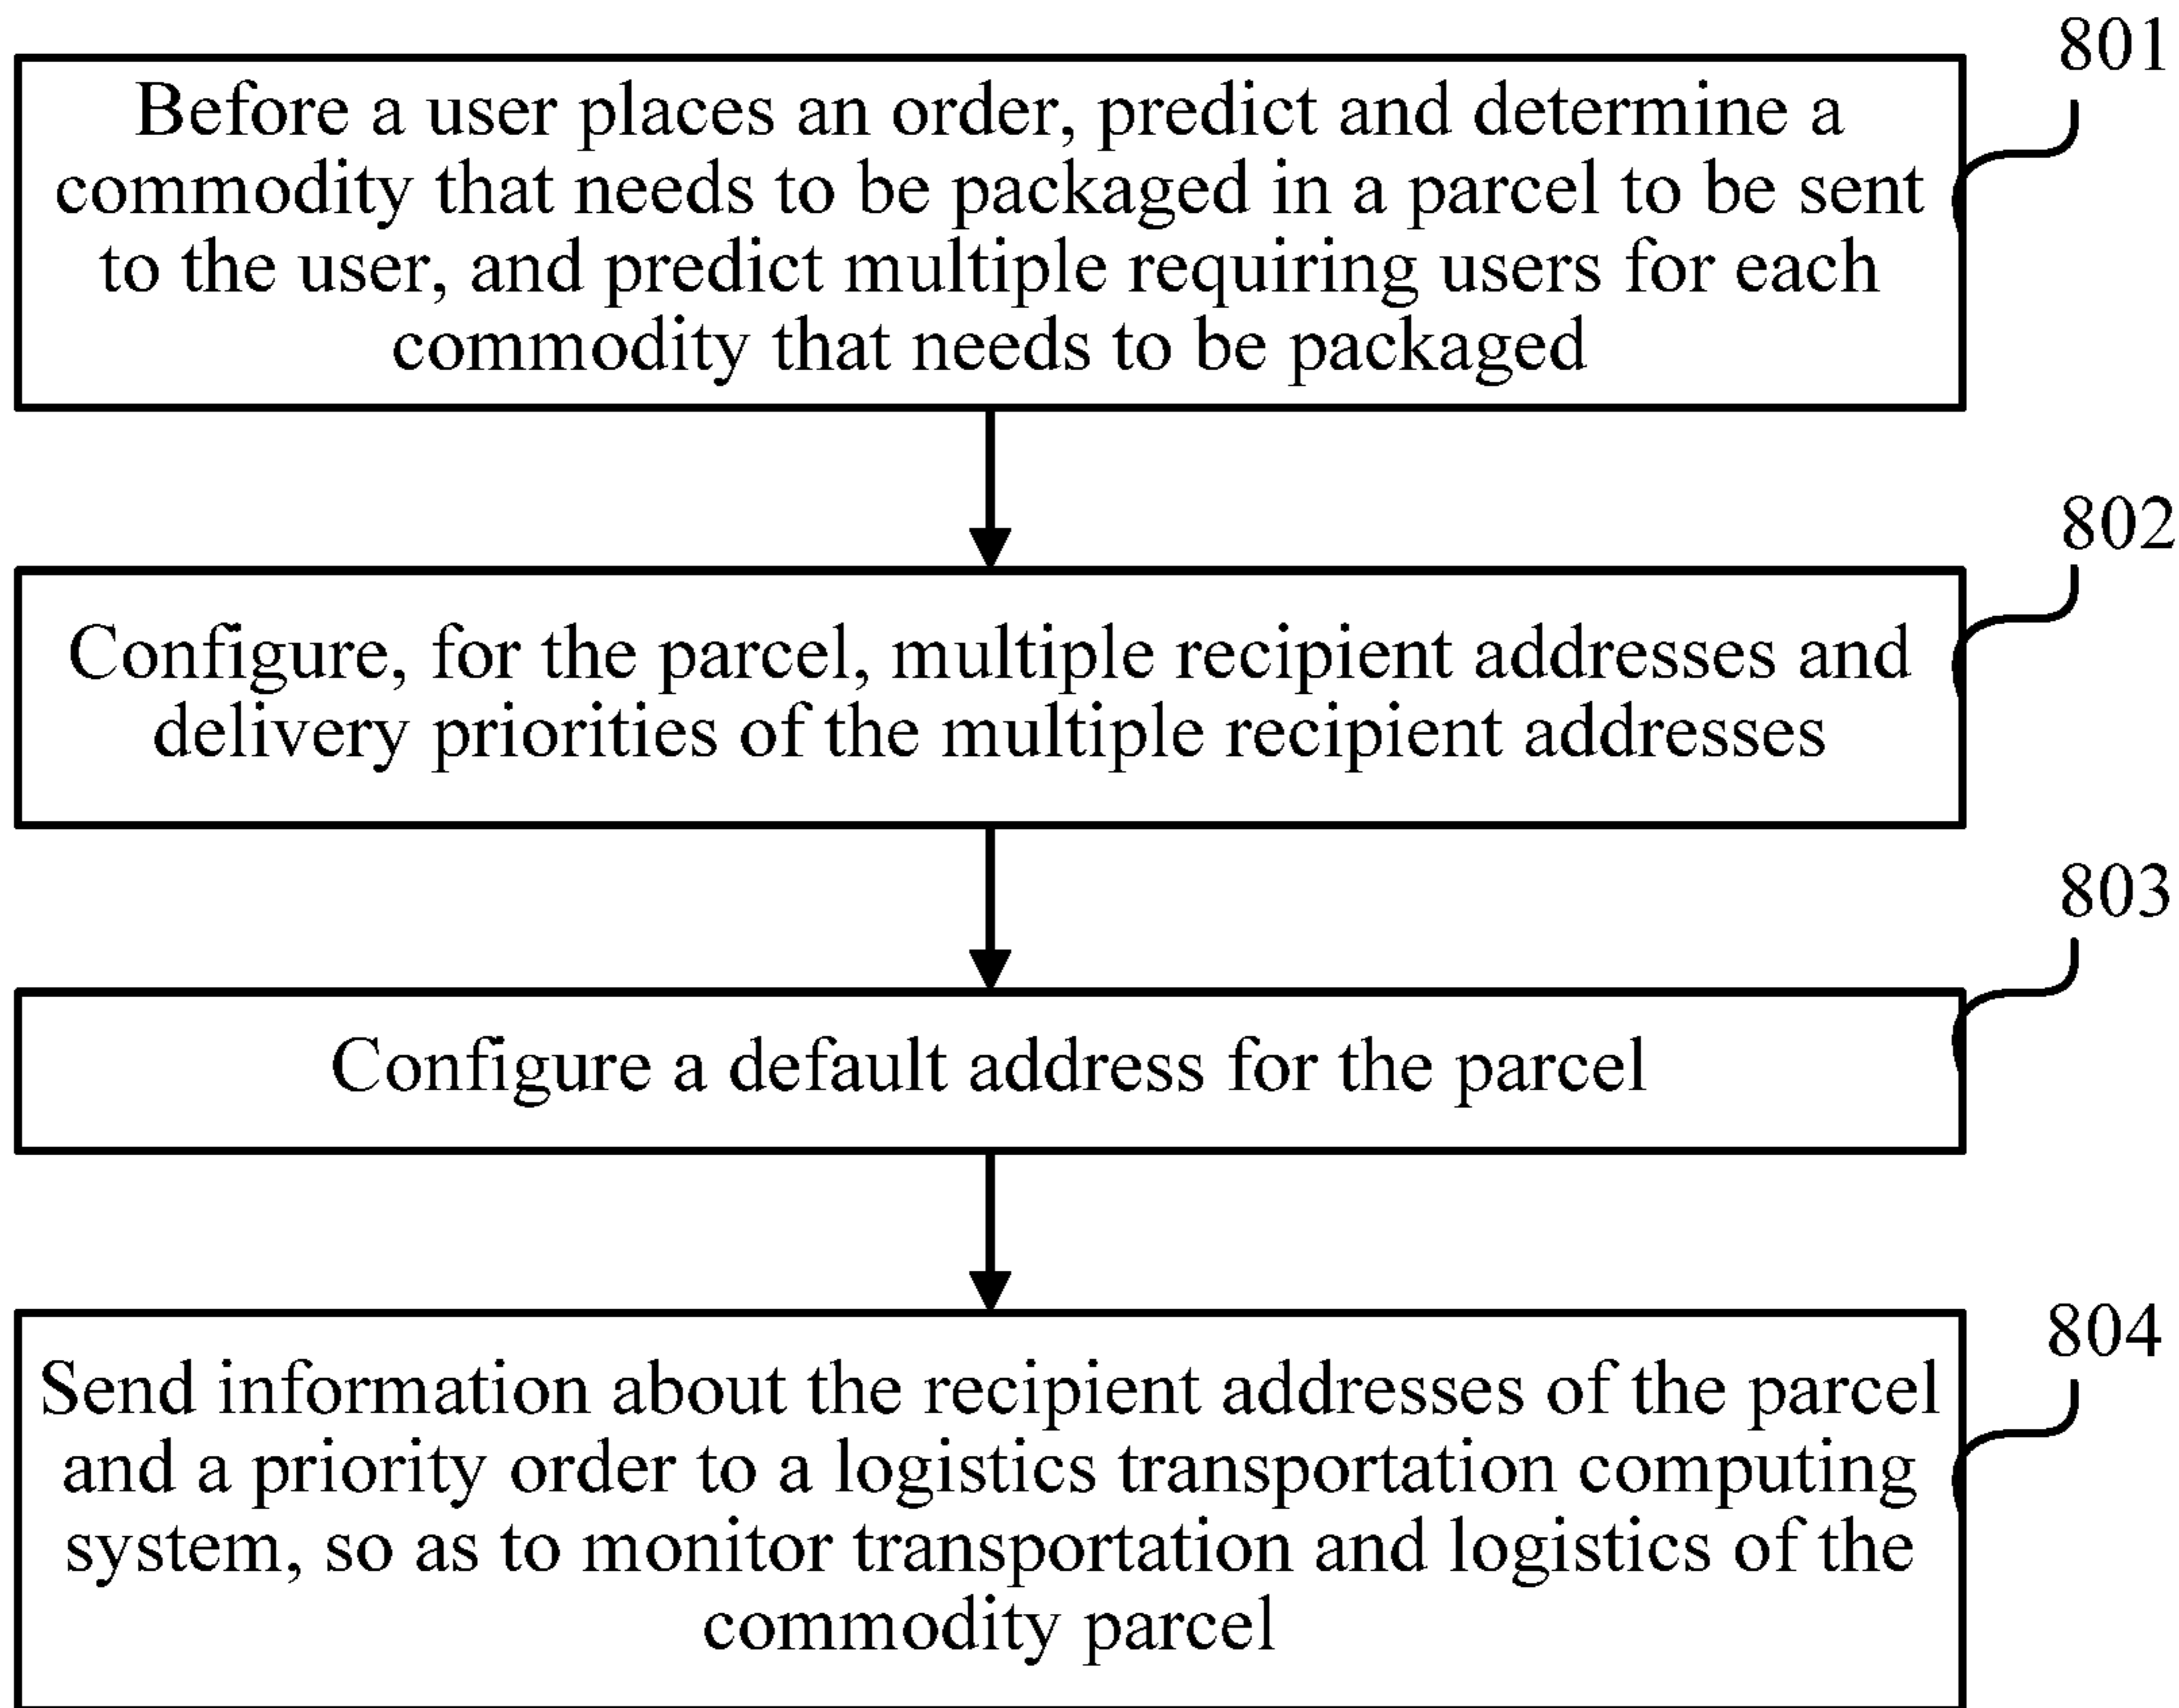 801
Before a user places an order, predict and determine a
commodity that needs to be packaged in a parcel to be sent
to the user, and predict multiple requiring users for each
commodity that needs to be packaged
802
Configure, for the parcel, multiple recipient addresses and
delivery priorities of the multiple recipient addresses
803
Configure a default address for the parcel
804
Send information about the recipient addresses of the parcel
and a priority order to a logistics transportation computing
system, so as to monitor transportation and logistics of the
commodity parcel